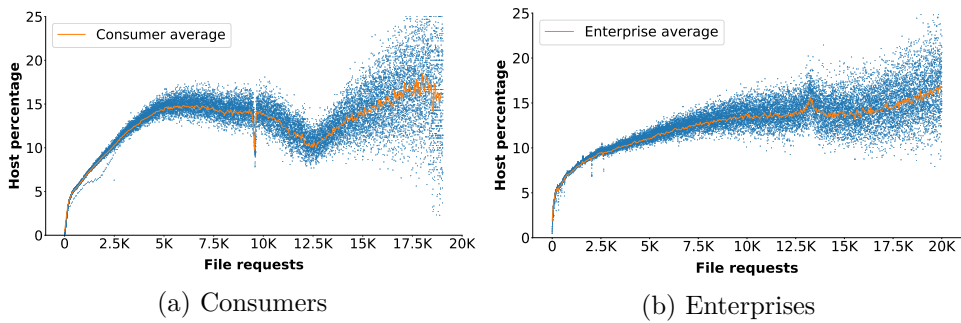 25
20
15
10
5
0
Host percentage
Consumer average
0 2.5K 5K 7.5K 10K 12.5K 15K 17.5K 20K
File requests
(a) Consumers
25
20
15
10
5
0
Host percentage
Enterprise average
0 2.5K 5K 7.5K 10K 12.5K 15K 17.5K 20K
File requests
(b) Enterprises